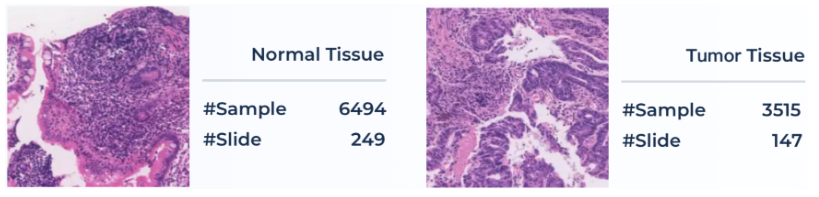 Normal Tissue
#Sample 6494
#Slide 249
Tumor Tissue
#Sample 3515
#Slide 147